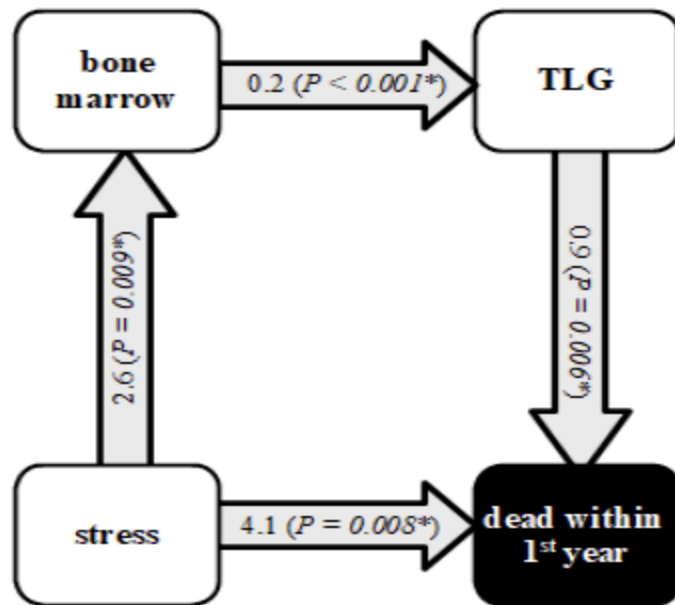 bone
marrow
0.2 (P < 0.001*)
TLG
2.6 (P = 0.009*)
0.9 (P = 0.006*)
stress
4.1 (P = 0.008*)
dead within
1st year